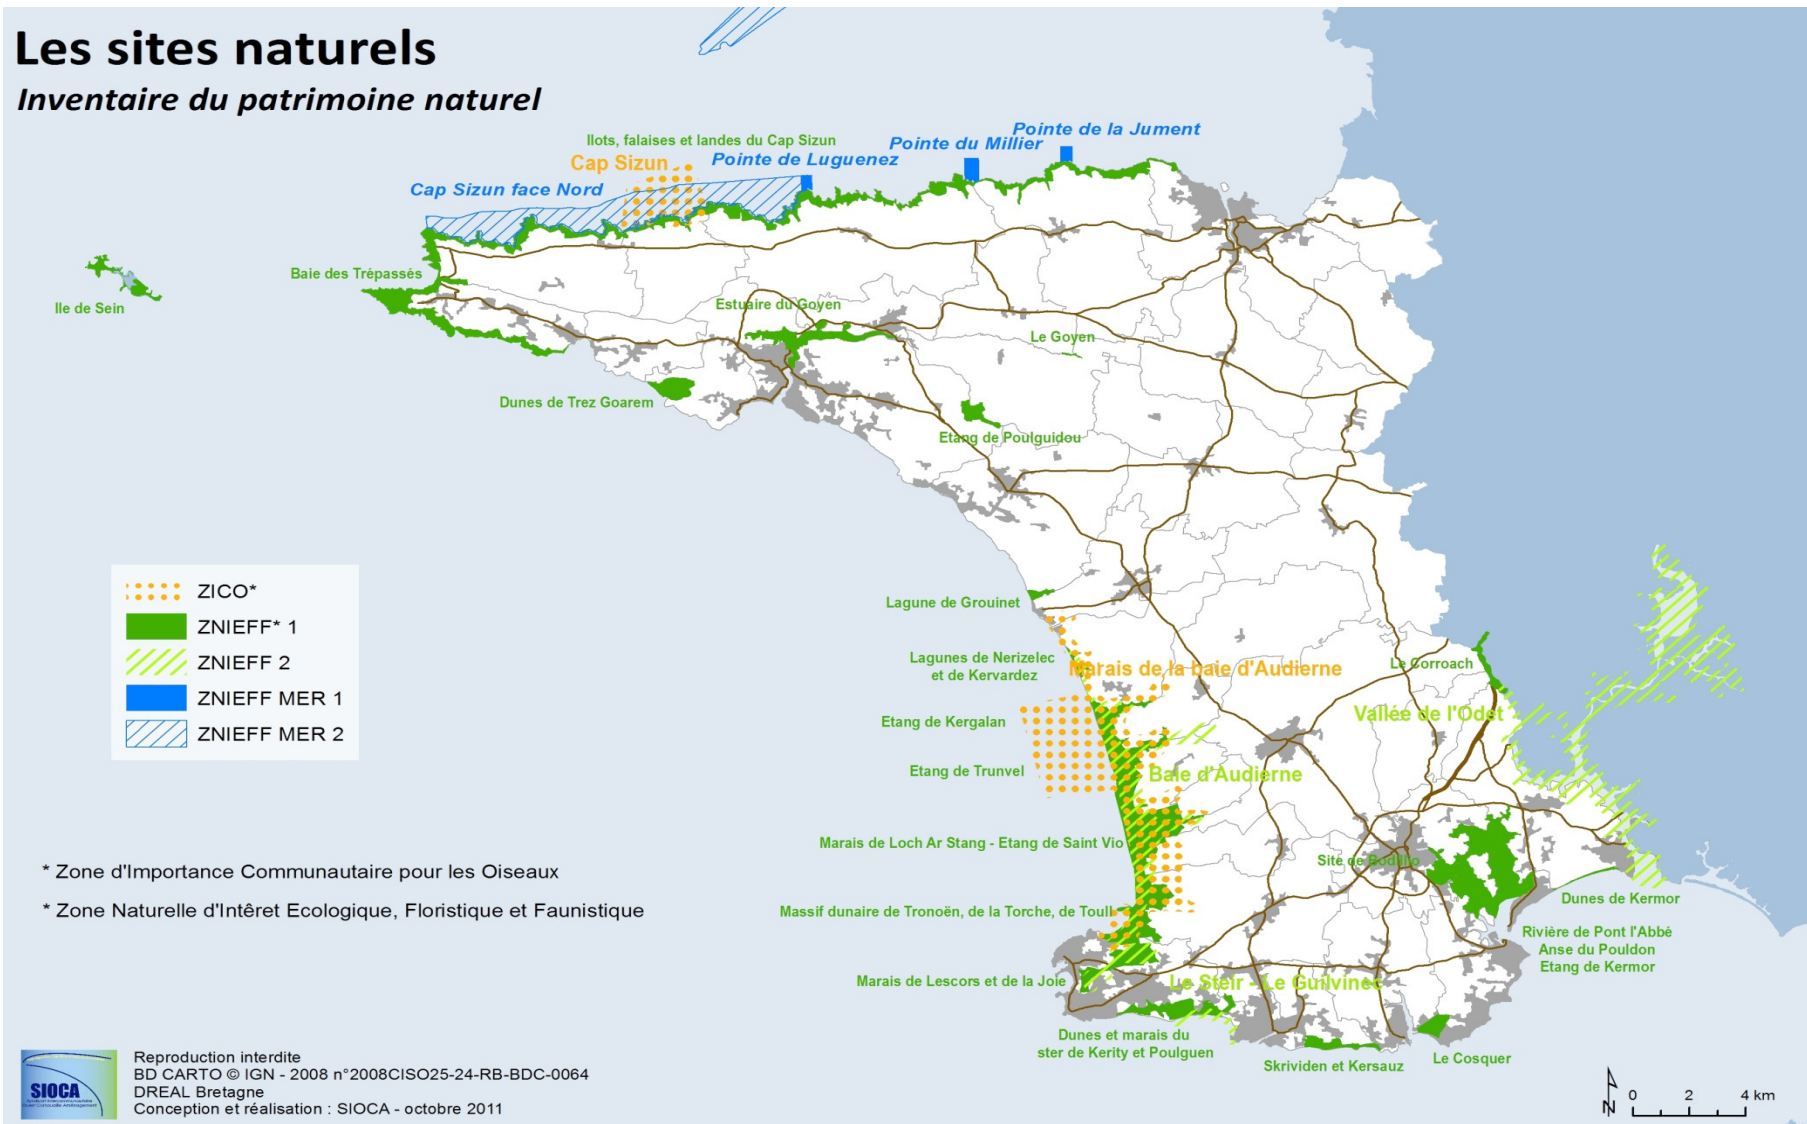 Les sites naturels
Inventaire du patrimoine naturel
Ilots, falaises et landes du Cap Sizun
Cap Sizun
Pointe de Luguenez
Pointe du Millier
Pointe de la Jument
Cap Sizun face Nord
Baie des Trépassés
Ile de Sein
Estuaire du Goyen
Le Goyen
Dunes de Trez Goarem
Etang de Poulguidou
ZICO*
ZNIEFF* 1
ZNIEFF 2
ZNIEFF MER 1
ZNIEFF MER 2
Lagune de Grouinet
Lagunes de Nerizelec
et de Kervardez
Marais de la baie d'Audierne
Le Corroach
Vallée de l'Odet
Etang de Kergalan
Etang de Trunvel
Baie d'Audierne
Marais de Loch Ar Stang - Etang de Saint Vio
Site de Bodillio
Massif dunaire de Tronoën, de la Torche, de Toull
Dunes de Kermor
Rivière de Pont l'Abbé
Anse du Pouldon
Etang de Kermor
Marais de Lescors et de la Joie
Le Steir - Le Guilvinec
Dunes et marais du
ster de Kerity et Poulguen
Skrividen et Kersauz
Le Cosquer
* Zone d'Importance Communautaire pour les Oiseaux
* Zone Naturelle d'Intêret Ecologique, Floristique et Faunistique
SIOCA
Reproduction interdite
BD CARTO © IGN - 2008 n°2008CISO25-24-RB-BDC-0064
DREAL Bretagne
Conception et réalisation : SIOCA - octobre 2011
N
0 2 4 km